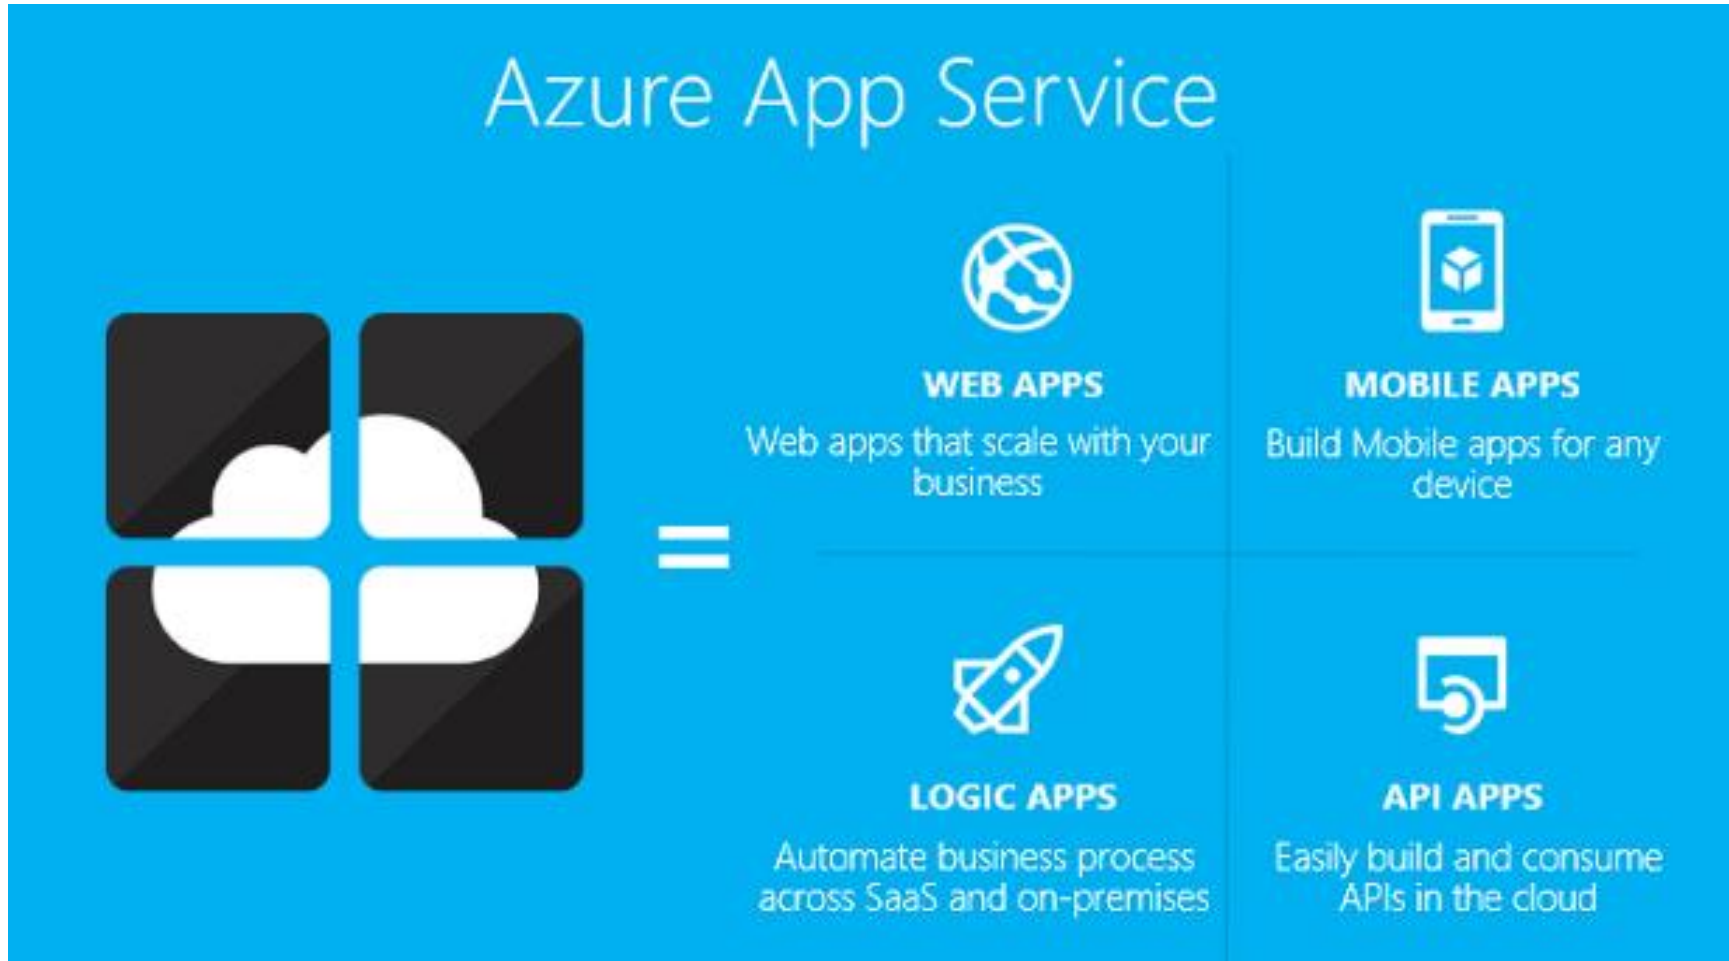 Azure App Service
WEB APPS
Web apps that scale with your
business
MOBILE APPS
Build Mobile apps for any
device
=
LOGIC APPS
Automate business process
across SaaS and on-premises
API APPS
Easily build and consume
APIs in the cloud